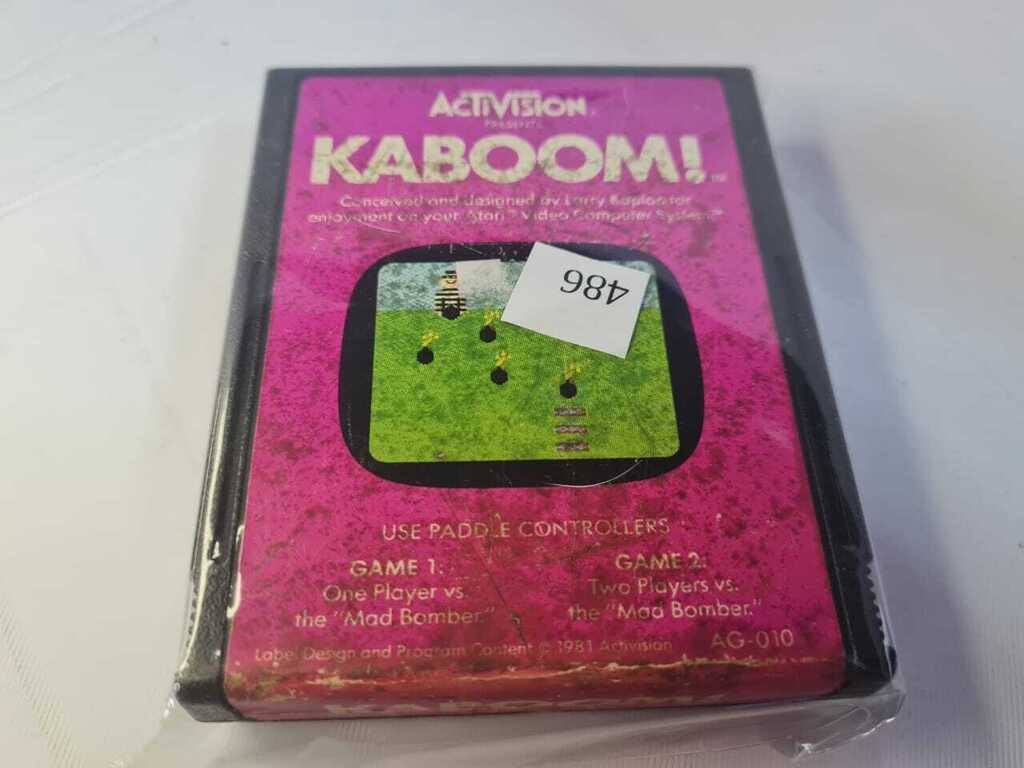 ACTIVISION®
PRESENTS
KABOOM!™
Conceived and designed by Larry Kaplan for
enjoyment on your Atari® Video Computer System™
486
USE PADDLE CONTROLLERS
GAME 1:
One Player vs.
the "Mad Bomber."
GAME 2:
Two Players vs.
the "Mad Bomber."
Label Design and Program Content © 1981 Activision
AG-010
KABOOM!